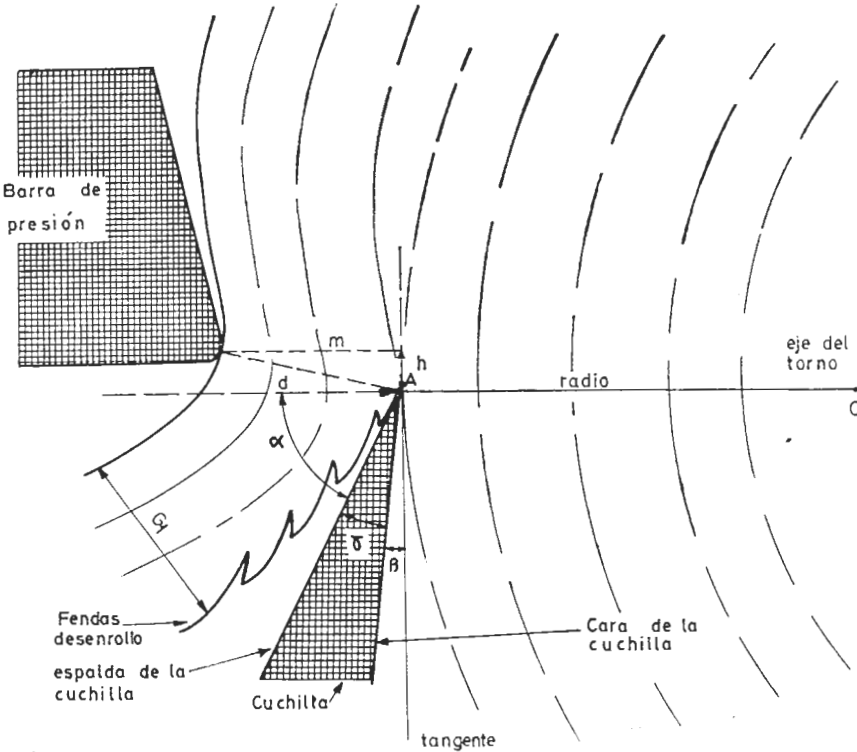 Barra de
presión
m
h
eje del
torno
d
A
radio
O
α
G
γ
β
Fendas
desenrollo
espalda de la
cuchilla
Cuchilla
Cara de la
cuchilla
tangente